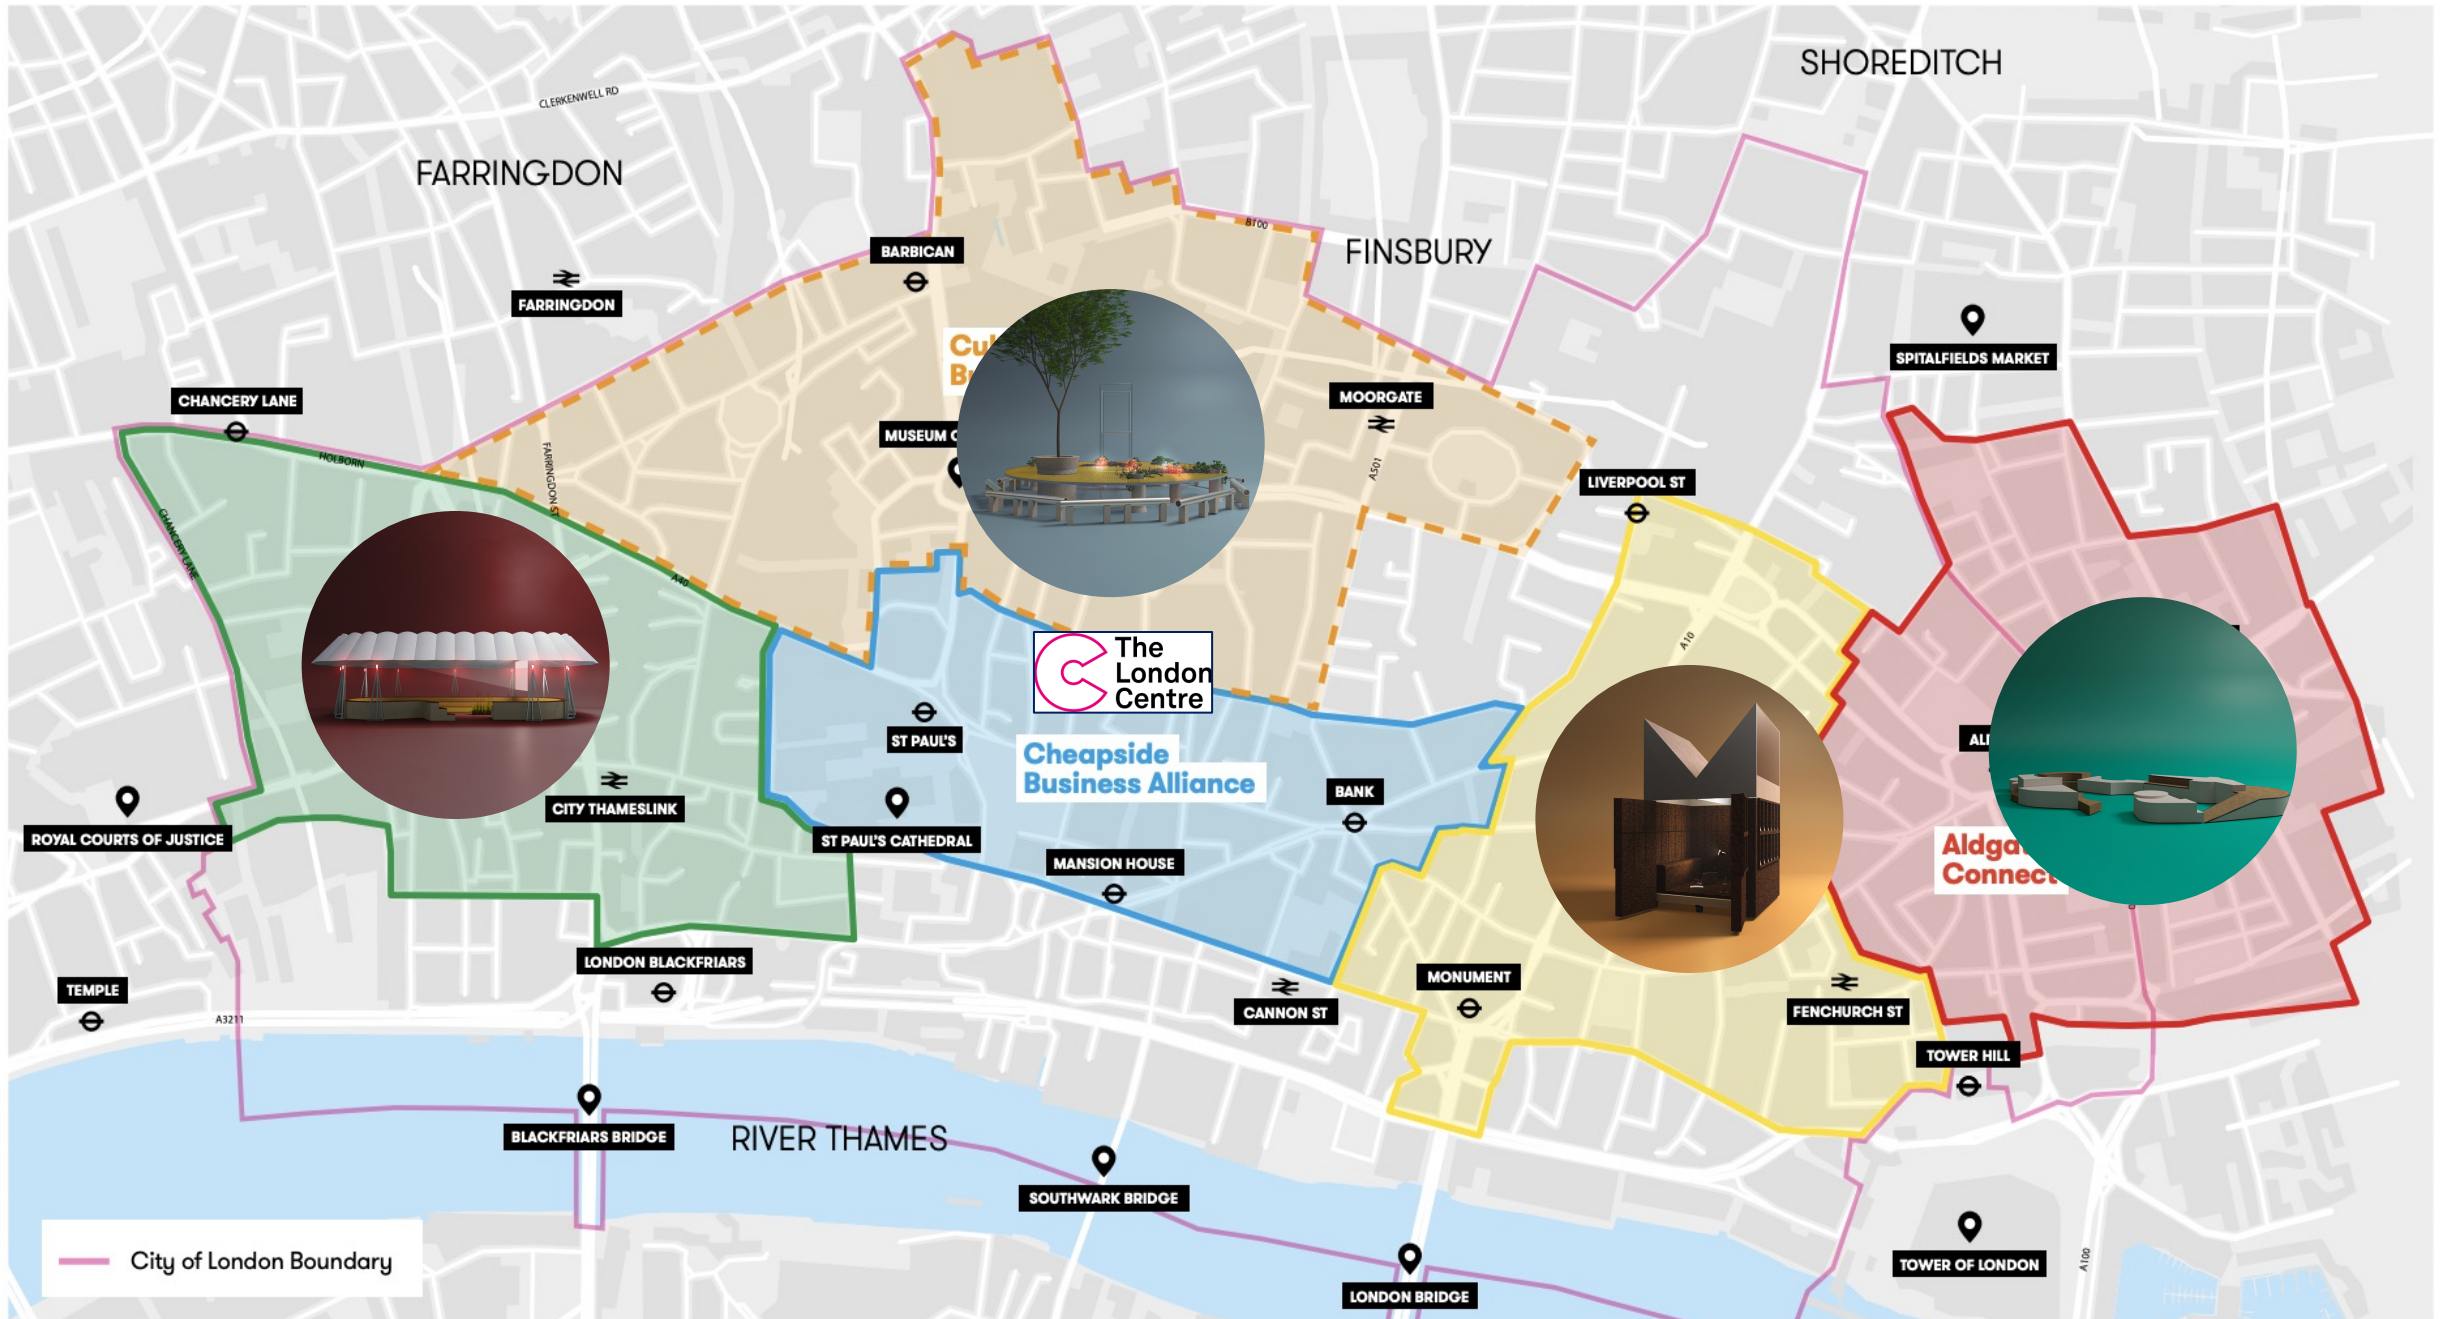 SHOREDITCH
CLERKENWELL RD
FARRINGDON
B100
FINSBURY
BARBICAN
FARRINGDON
SPITALFIELDS MARKET
CHANCERY LANE
MOORGATE
MUSEUM
HOLBORN
FARRINGDON ST
A501
LIVERPOOL ST
CHANCERY LANE
A40
A10
The
London
Centre
ST PAUL'S
Cheapside
Business Alliance
BANK
CITY THAMESLINK
ROYAL COURTS OF JUSTICE
ST PAUL'S CATHEDRAL
MANSION HOUSE
Connect
LONDON BLACKFRIARS
MONUMENT
TEMPLE
CANNON ST
FENCHURCH ST
A3211
TOWER HILL
BLACKFRIARS BRIDGE
RIVER THAMES
SOUTHWARK BRIDGE
City of London Boundary
TOWER OF LONDON
A100
LONDON BRIDGE